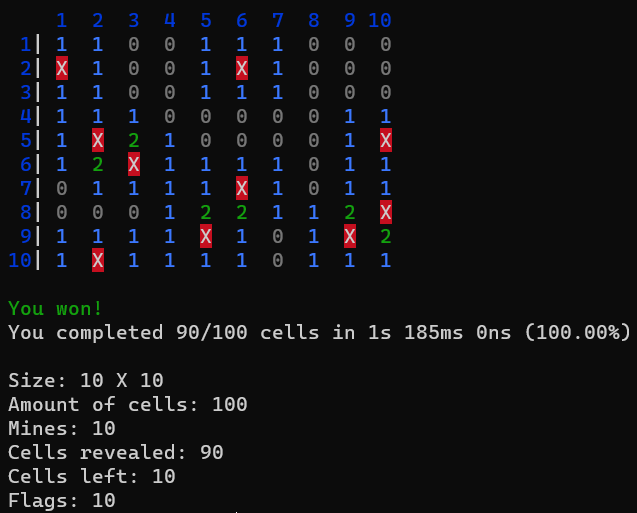 1 2 3 4 5 6 7 8 9 10
1| 1 1 0 0 1 1 1 0 0 0
2| X 1 0 0 1 X 1 0 0 0
3| 1 1 0 0 1 1 1 0 0 0
4| 1 1 1 0 0 0 0 0 1 1
5| 1 X 2 1 0 0 0 0 1 X
6| 1 2 X 1 1 1 1 0 1 1
7| 0 1 1 1 1 X 1 0 1 1
8| 0 0 0 1 2 2 1 1 2 X
9| 1 1 1 1 X 1 0 1 X 2
10| 1 X 1 1 1 1 0 1 1 1
You won!
You completed 90/100 cells in 1s 185ms 0ns (100.00%)
Size: 10 X 10
Amount of cells: 100
Mines: 10
Cells revealed: 90
Cells left: 10
Flags: 10